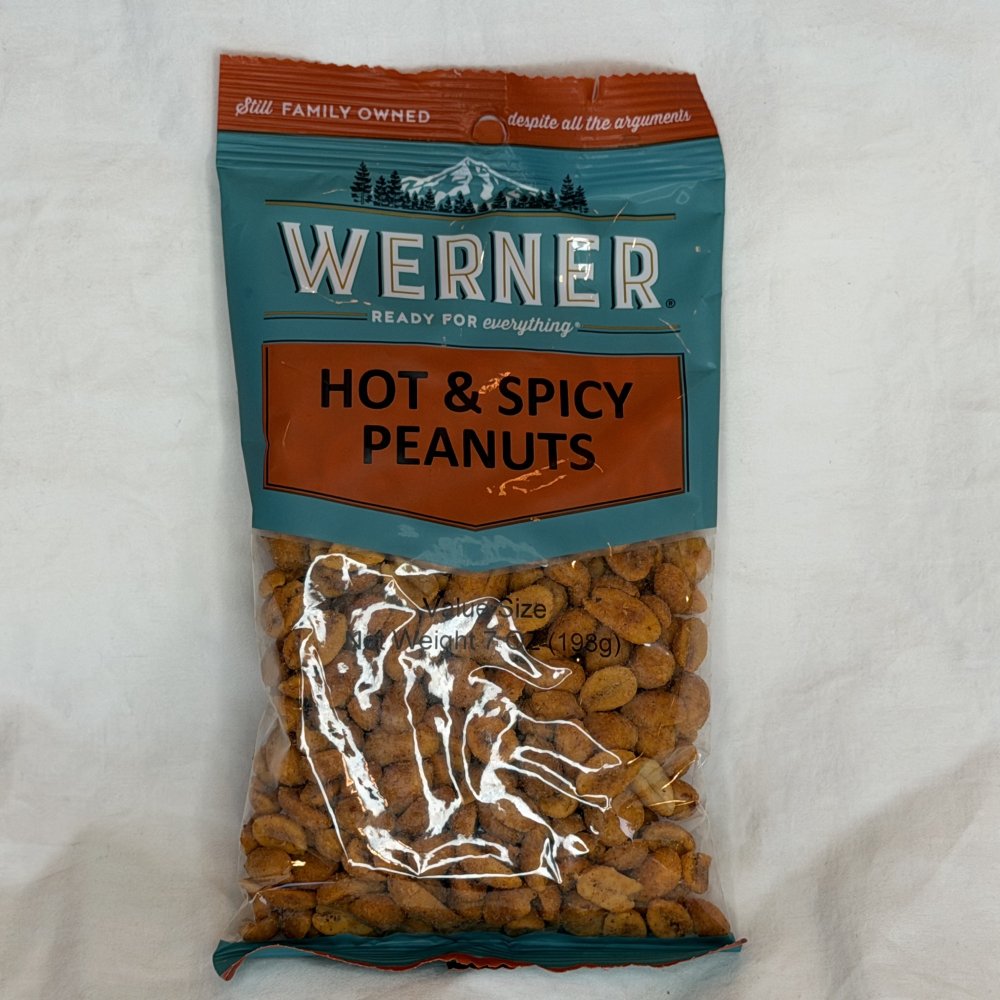 Still FAMILY OWNED despite all the arguments
WERNER®
READY FOR everything®
HOT & SPICY
PEANUTS
Value Size
Net Weight 7 OZ (198g)